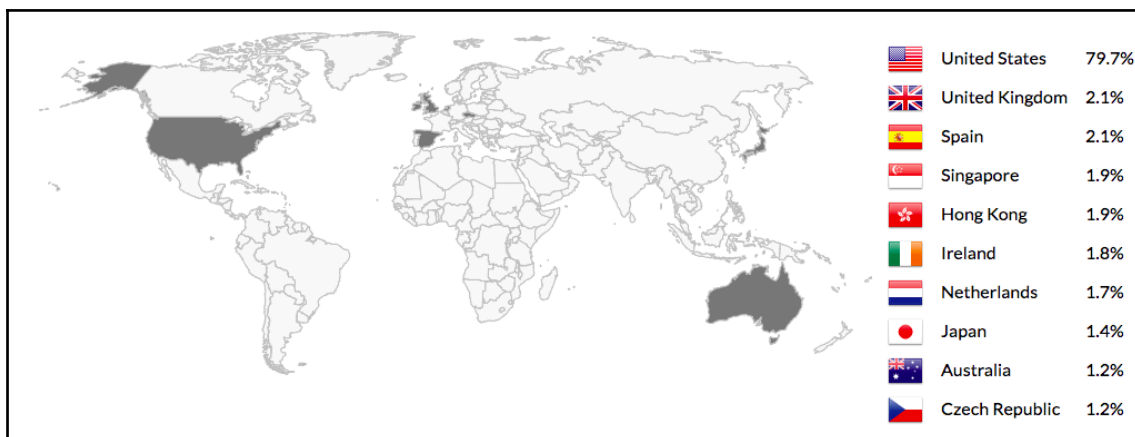 United States 79.7%
United Kingdom 2.1%
Spain 2.1%
Singapore 1.9%
Hong Kong 1.9%
Ireland 1.8%
Netherlands 1.7%
Japan 1.4%
Australia 1.2%
Czech Republic 1.2%